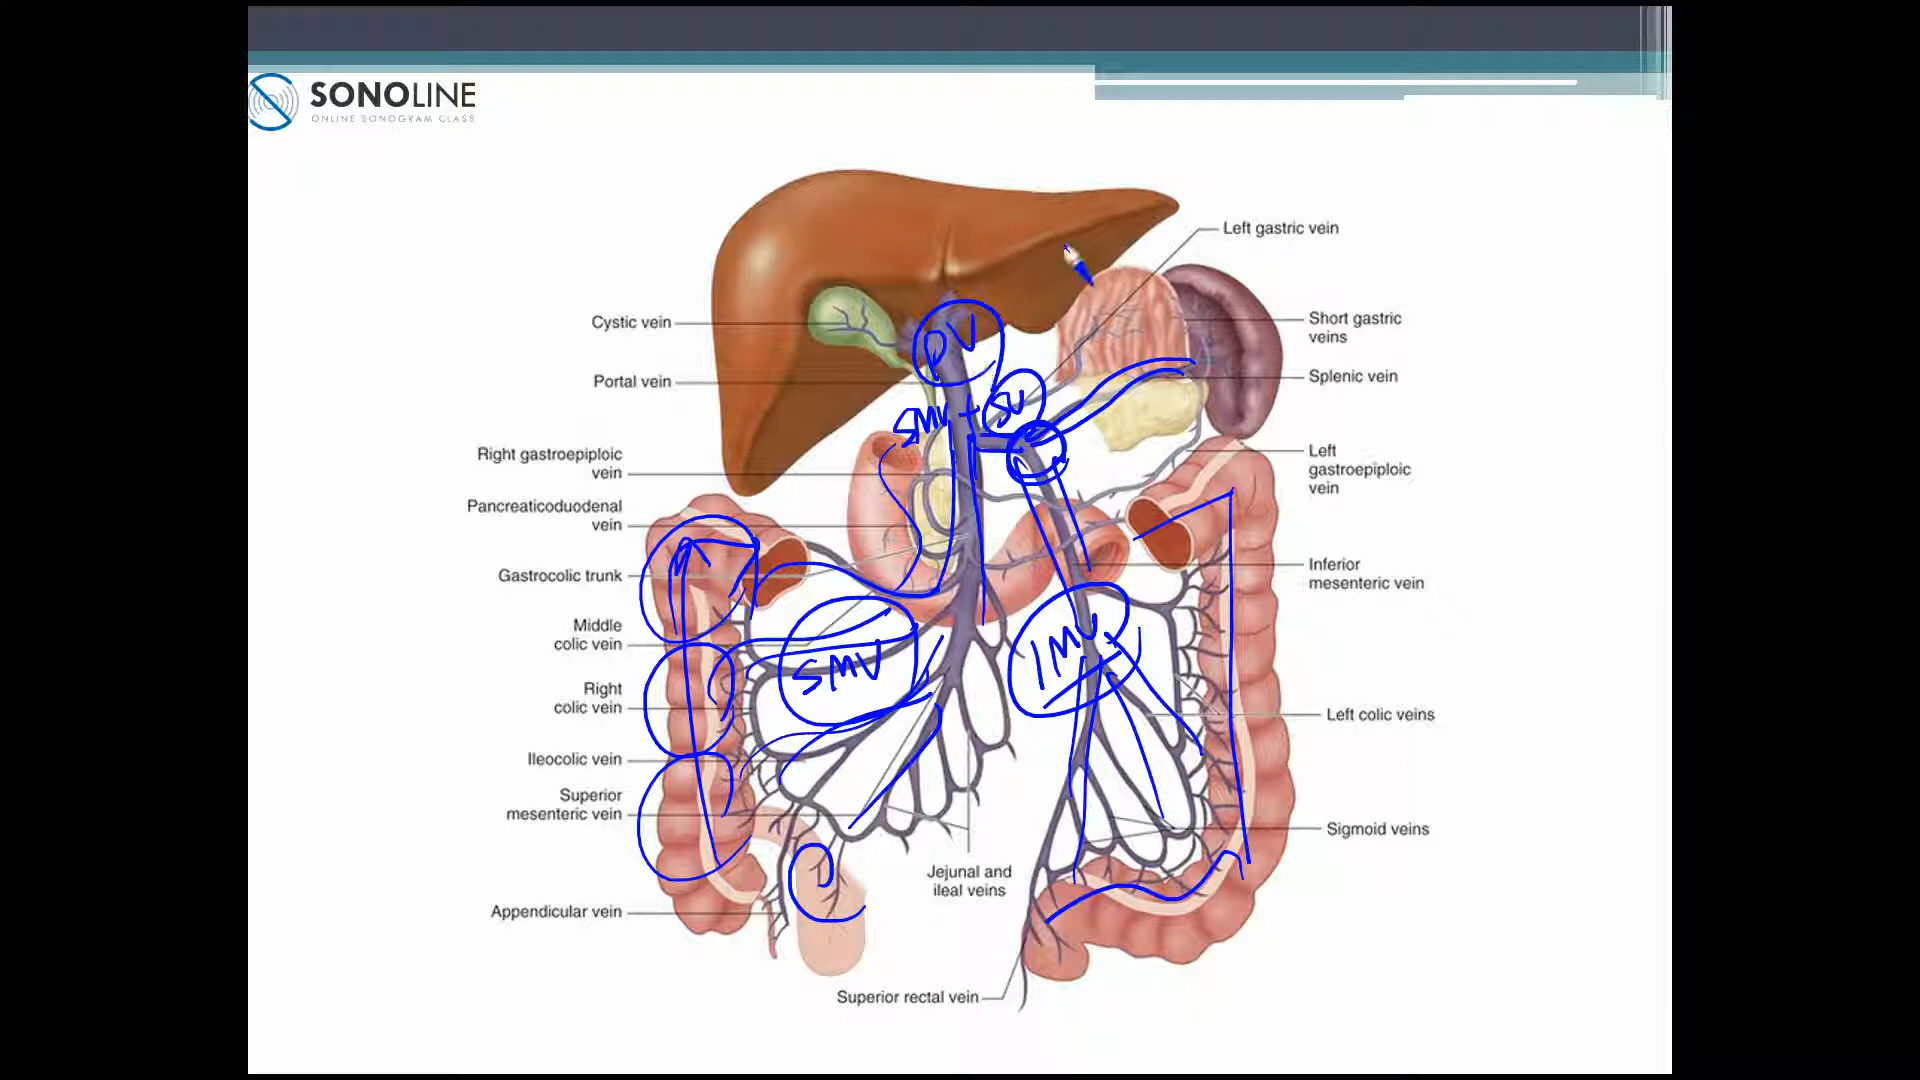 SONOLINE
ONLINE SONOGRAM CLASS
Left gastric vein
Cystic vein
Short gastric
veins
Portal vein
Splenic vein
PV
SMV + SV
Right gastroepiploic
vein
Left
gastroepiploic
vein
Pancreaticoduodenal
vein
Gastrocolic trunk
Inferior
mesenteric vein
Middle
colic vein
SMV
IMV
Right
colic vein
Left colic veins
Ileocolic vein
Superior
mesenteric vein
Sigmoid veins
Jejunal and
ileal veins
Appendicular vein
Superior rectal vein